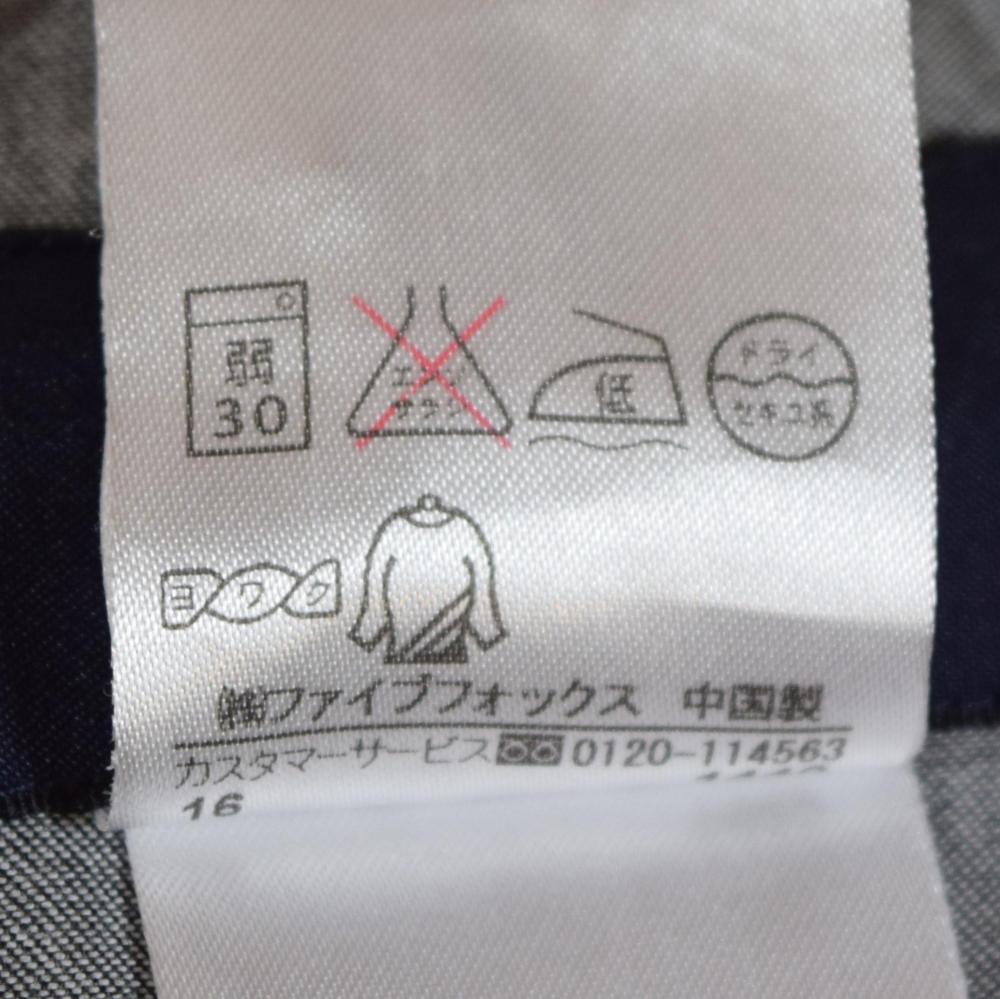 弱
30
エンソ
サラシ
低
ドライ
セキユ系
ヨワク
㈱ファイブフォックス 中国製
カスタマーサービス 0120-114563
16